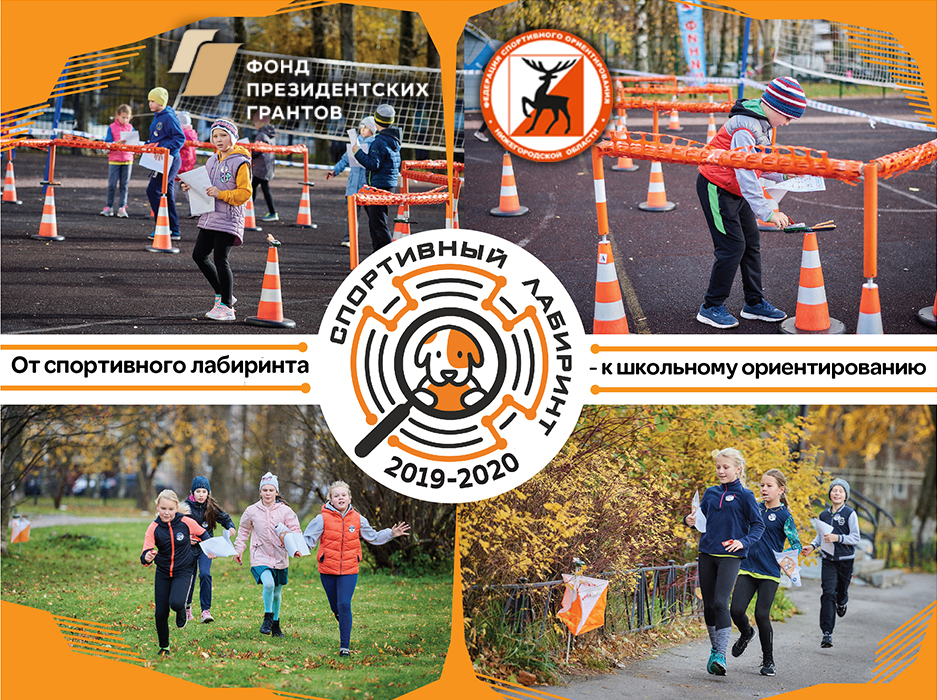 ФОНД
ПРЕЗИДЕНТСКИХ
ГРАНТОВ
ФЕДЕРАЦИЯ СПОРТИВНОГО ОРИЕНТИРОВАНИЯ
НИЖЕГОРОДСКОЙ ОБЛАСТИ
СПОРТИВНЫЙ ЛАБИРИНТ
От спортивного лабиринта
- к школьному ориентированию
2019-2020